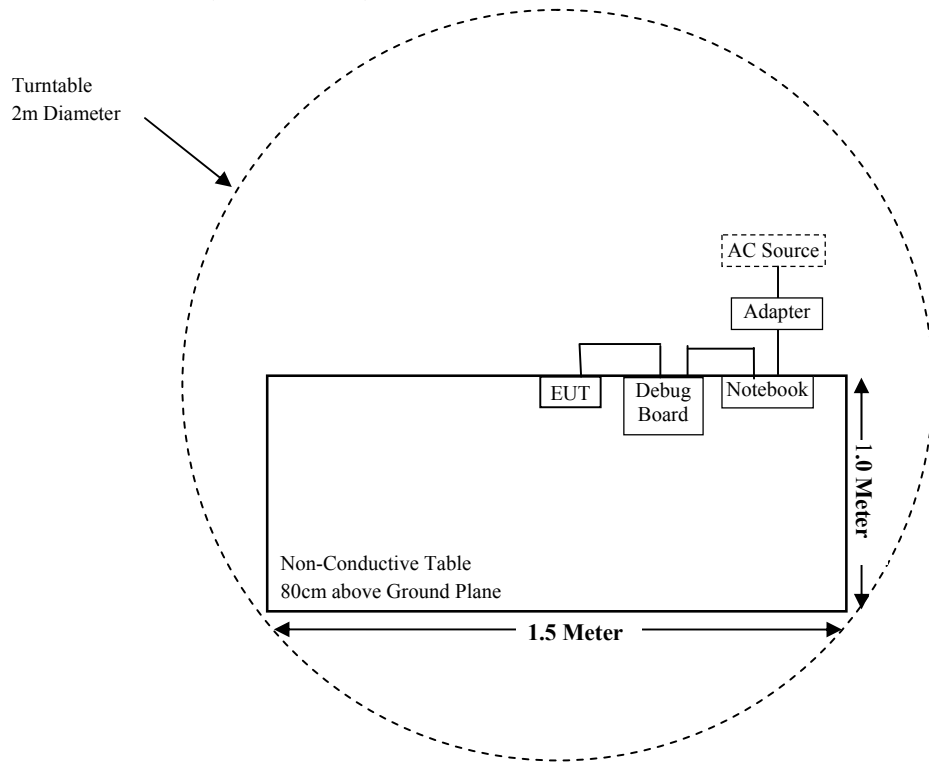 Turntable
2m Diameter
AC Source
Adapter
EUT
Debug
Board
Notebook
1.0 Meter
Non-Conductive Table
80cm above Ground Plane
1.5 Meter